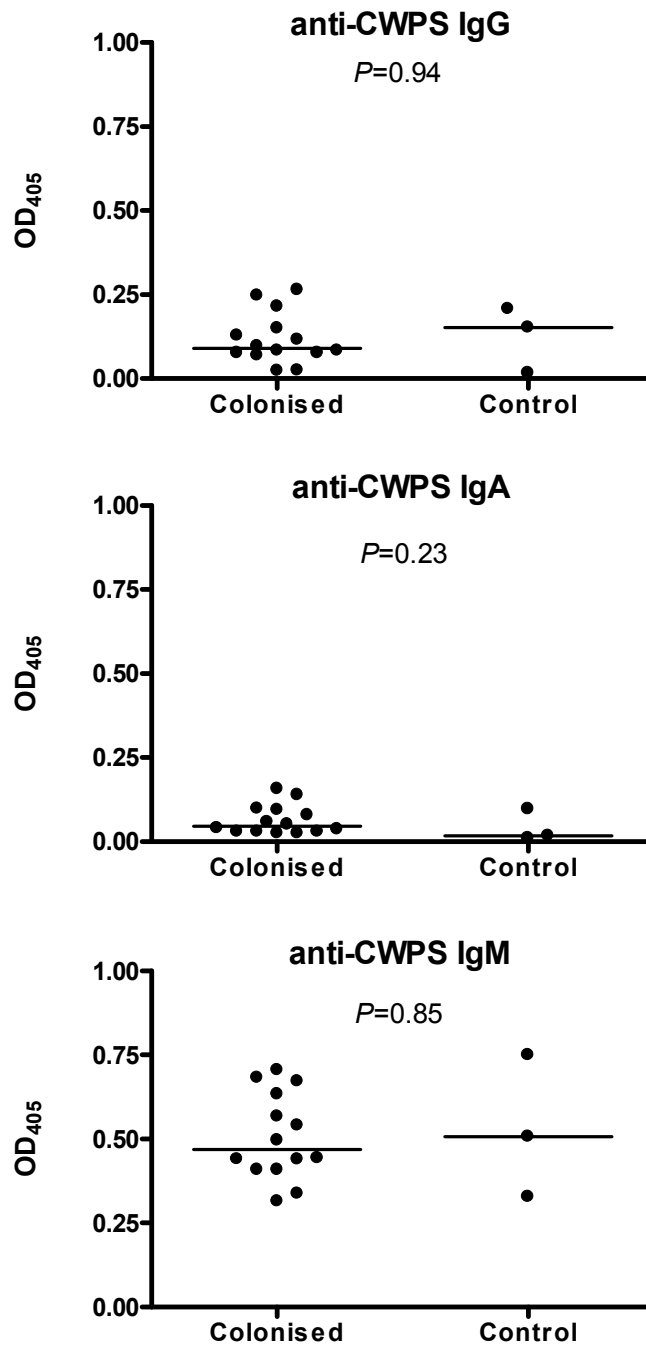 anti-CWPS IgG
P=0.94
1.00
0.75
0.50
0.25
0.00
OD₄₀₅
Colonised Control
anti-CWPS IgA
P=0.23
1.00
0.75
0.50
0.25
0.00
OD₄₀₅
Colonised Control
anti-CWPS IgM
P=0.85
1.00
0.75
0.50
0.25
0.00
OD₄₀₅
Colonised Control